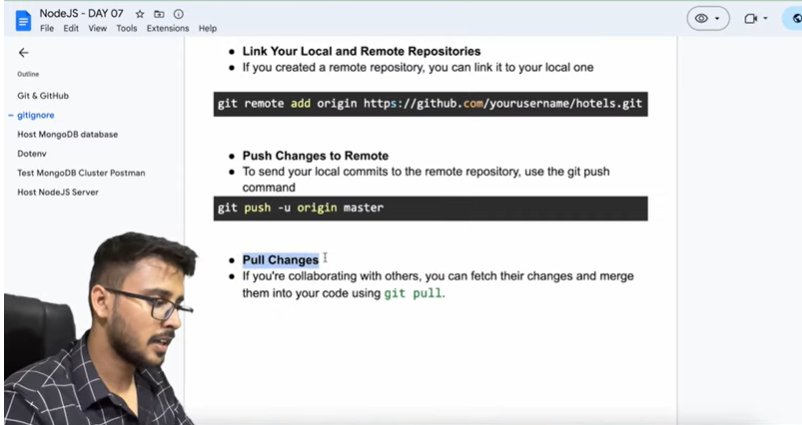 NodeJS - DAY 07
File Edit View Tools Extensions Help
Outline
Git & GitHub
gitignore
Host MongoDB database
Dotenv
Test MongoDB Cluster Postman
Host NodeJS Server
● Link Your Local and Remote Repositories
● If you created a remote repository, you can link it to your local one
git remote add origin https://github.com/yourusername/hotels.git
● Push Changes to Remote
● To send your local commits to the remote repository, use the git push
command
git push -u origin master
● Pull Changes
● If you're collaborating with others, you can fetch their changes and merge
them into your code using git pull.